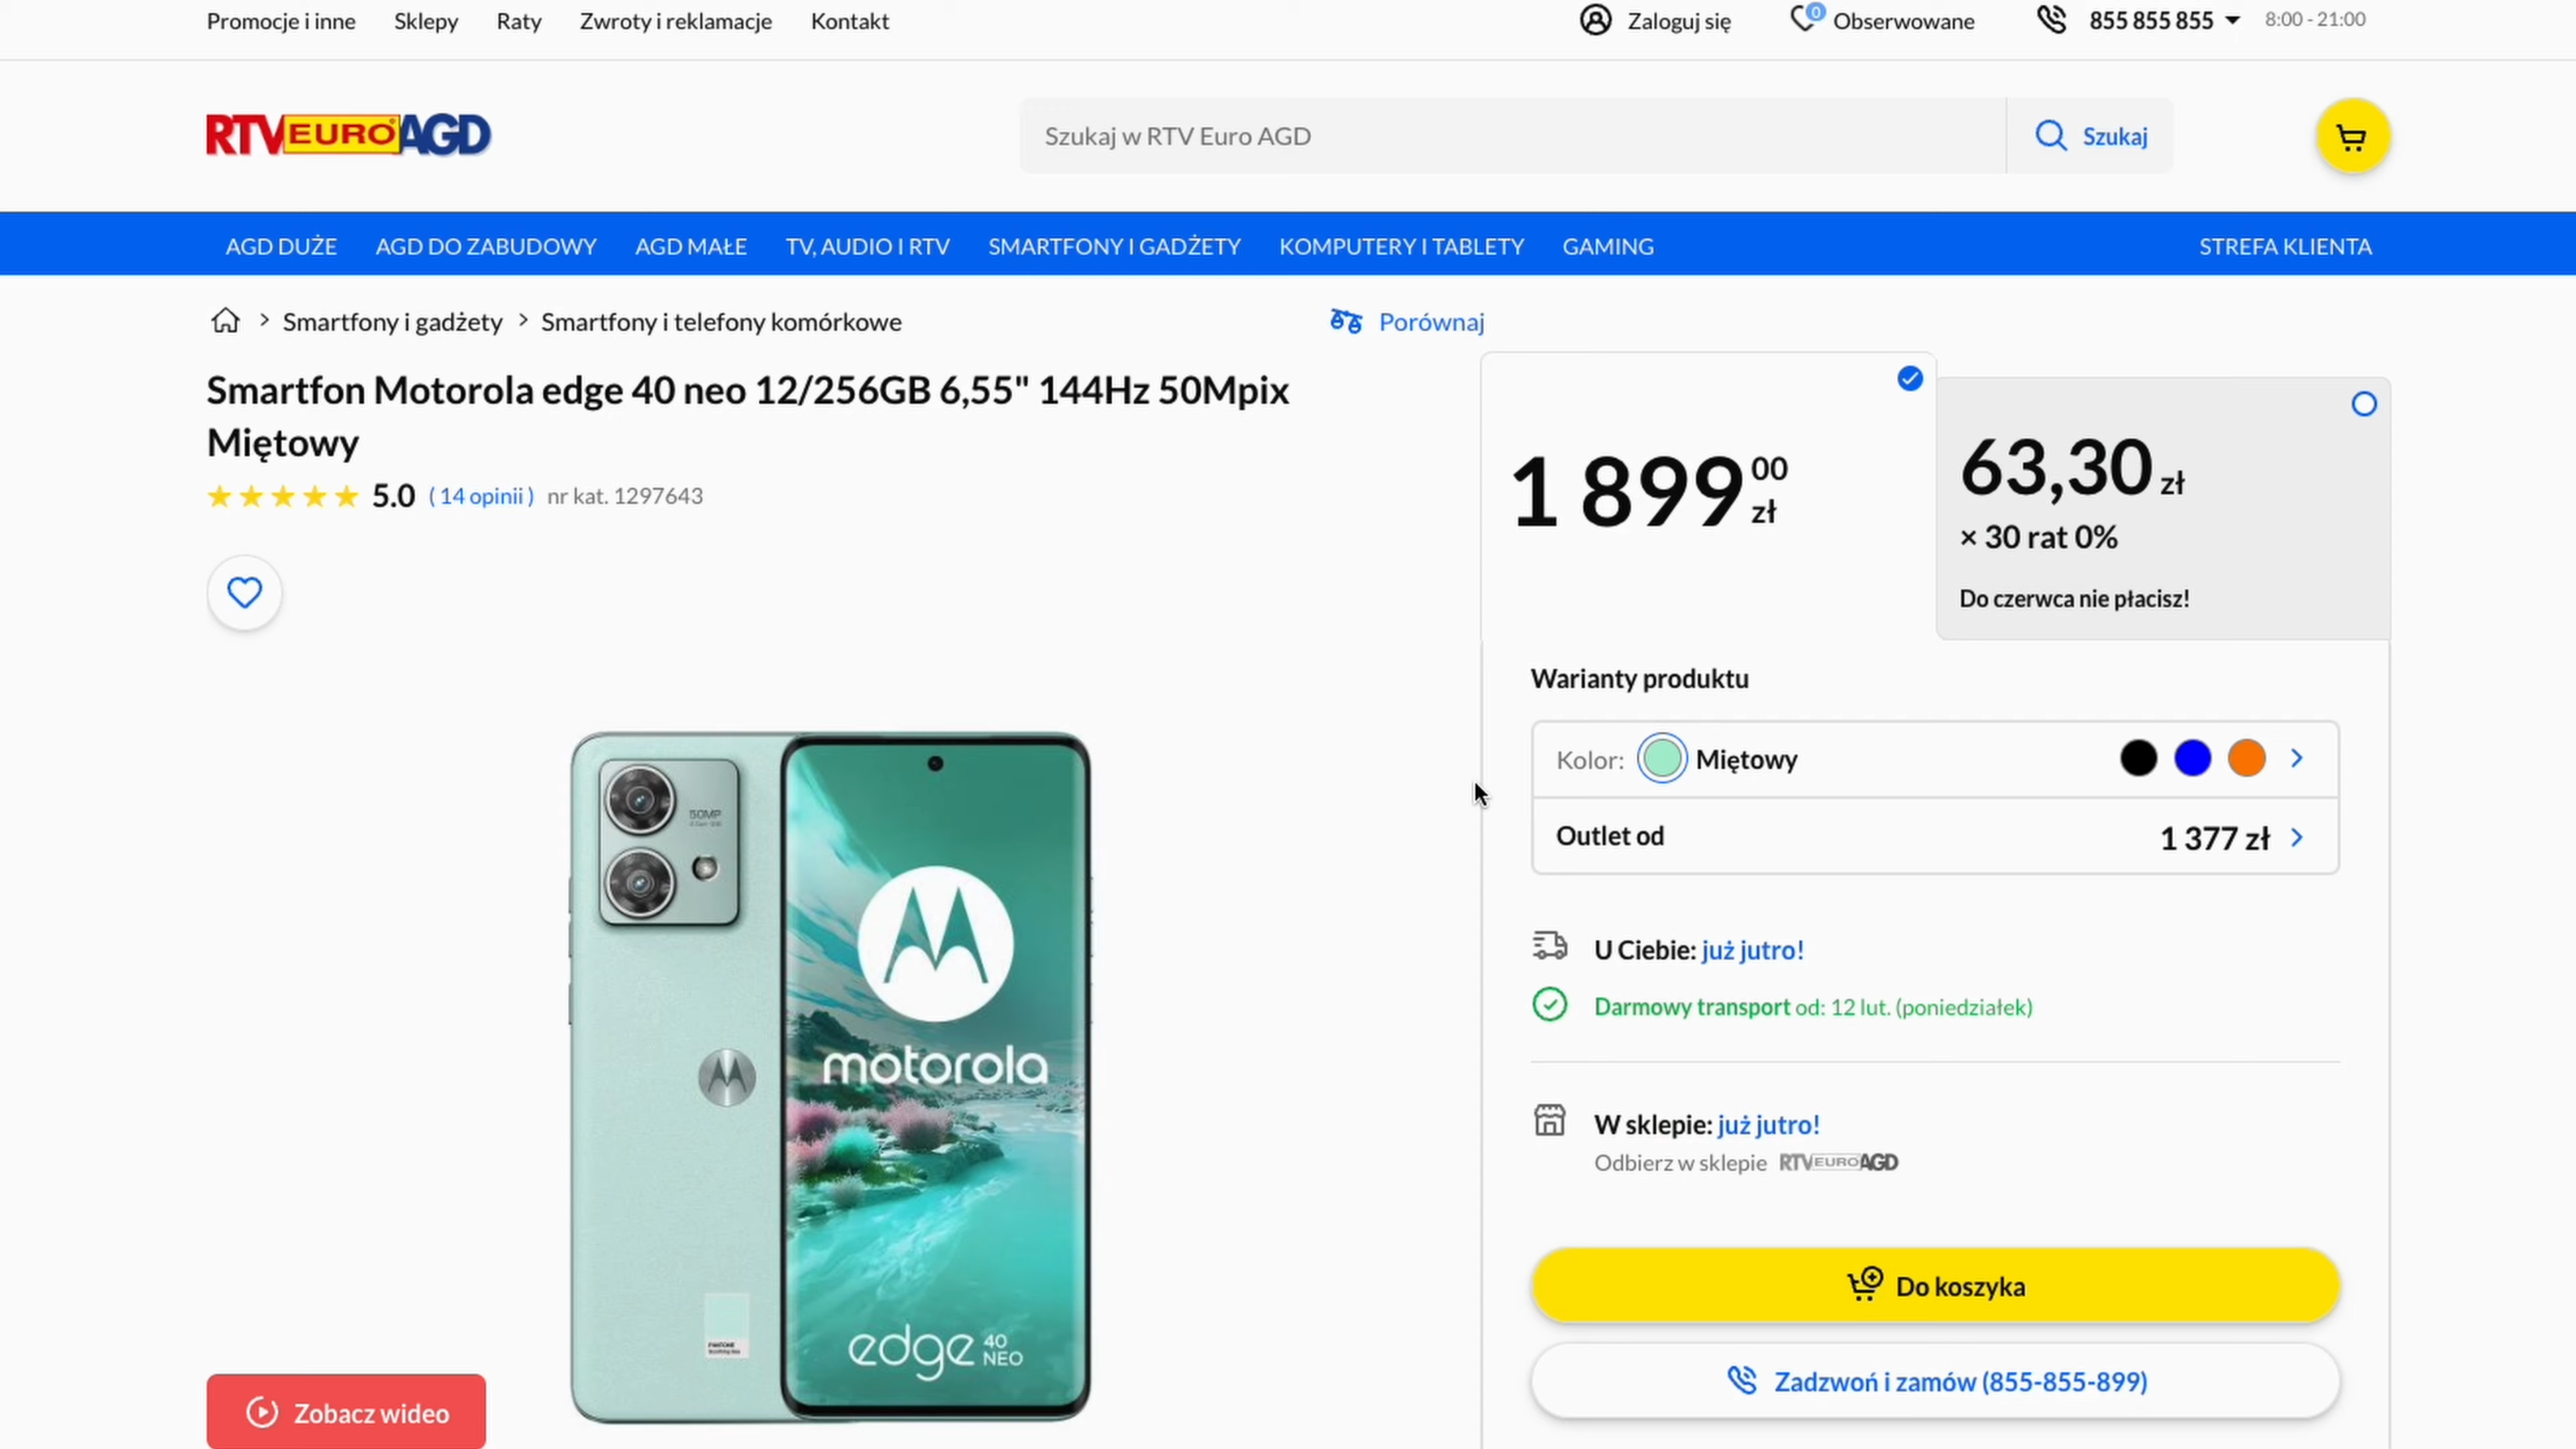 Promocje i inne Sklepy Raty Zwroty i reklamacje Kontakt Zaloguj się 0 Obserwowane 855 855 855 8:00 - 21:00
RTV EURO AGD Szukaj w RTV Euro AGD Szukaj
AGD DUŻE AGD DO ZABUDOWY AGD MAŁE TV, AUDIO I RTV SMARTFONY I GADŻETY KOMPUTERY I TABLETY GAMING STREFA KLIENTA
Smartfony i gadżety Smartfony i telefony komórkowe Porównaj
Smartfon Motorola edge 40 neo 12/256GB 6,55" 144Hz 50Mpix
Miętowy
5.0 ( 14 opinii ) nr kat. 1297643
1 899 00 zł
63,30 zł
× 30 rat 0%
Do czerwca nie płacisz!
Warianty produktu
Kolor: Miętowy
Outlet od 1 377 zł
U Ciebie: już jutro!
Darmowy transport od: 12 lut. (poniedziałek)
W sklepie: już jutro!
Odbierz w sklepie RTV EURO AGD
Do koszyka
Zadzwoń i zamów (855-855-899)
50MP
motorola
edge 40 NEO
PANTONE
Zobacz wideo